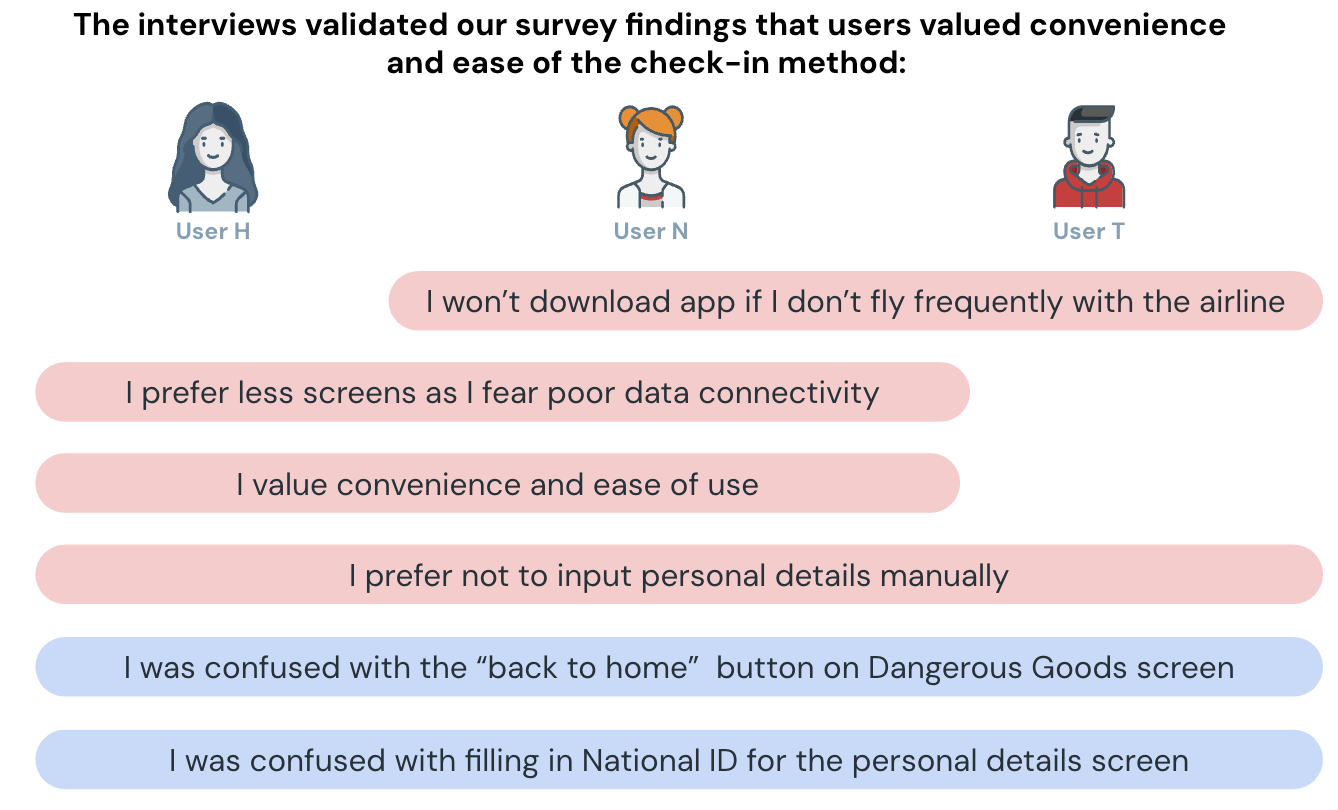 The interviews validated our survey findings that users valued convenience
and ease of the check-in method:
User H
User N
User T
I won’t download app if I don’t fly frequently with the airline
I prefer less screens as I fear poor data connectivity
I value convenience and ease of use
I prefer not to input personal details manually
I was confused with the “back to home”  button on Dangerous Goods screen
I was confused with filling in National ID for the personal details screen